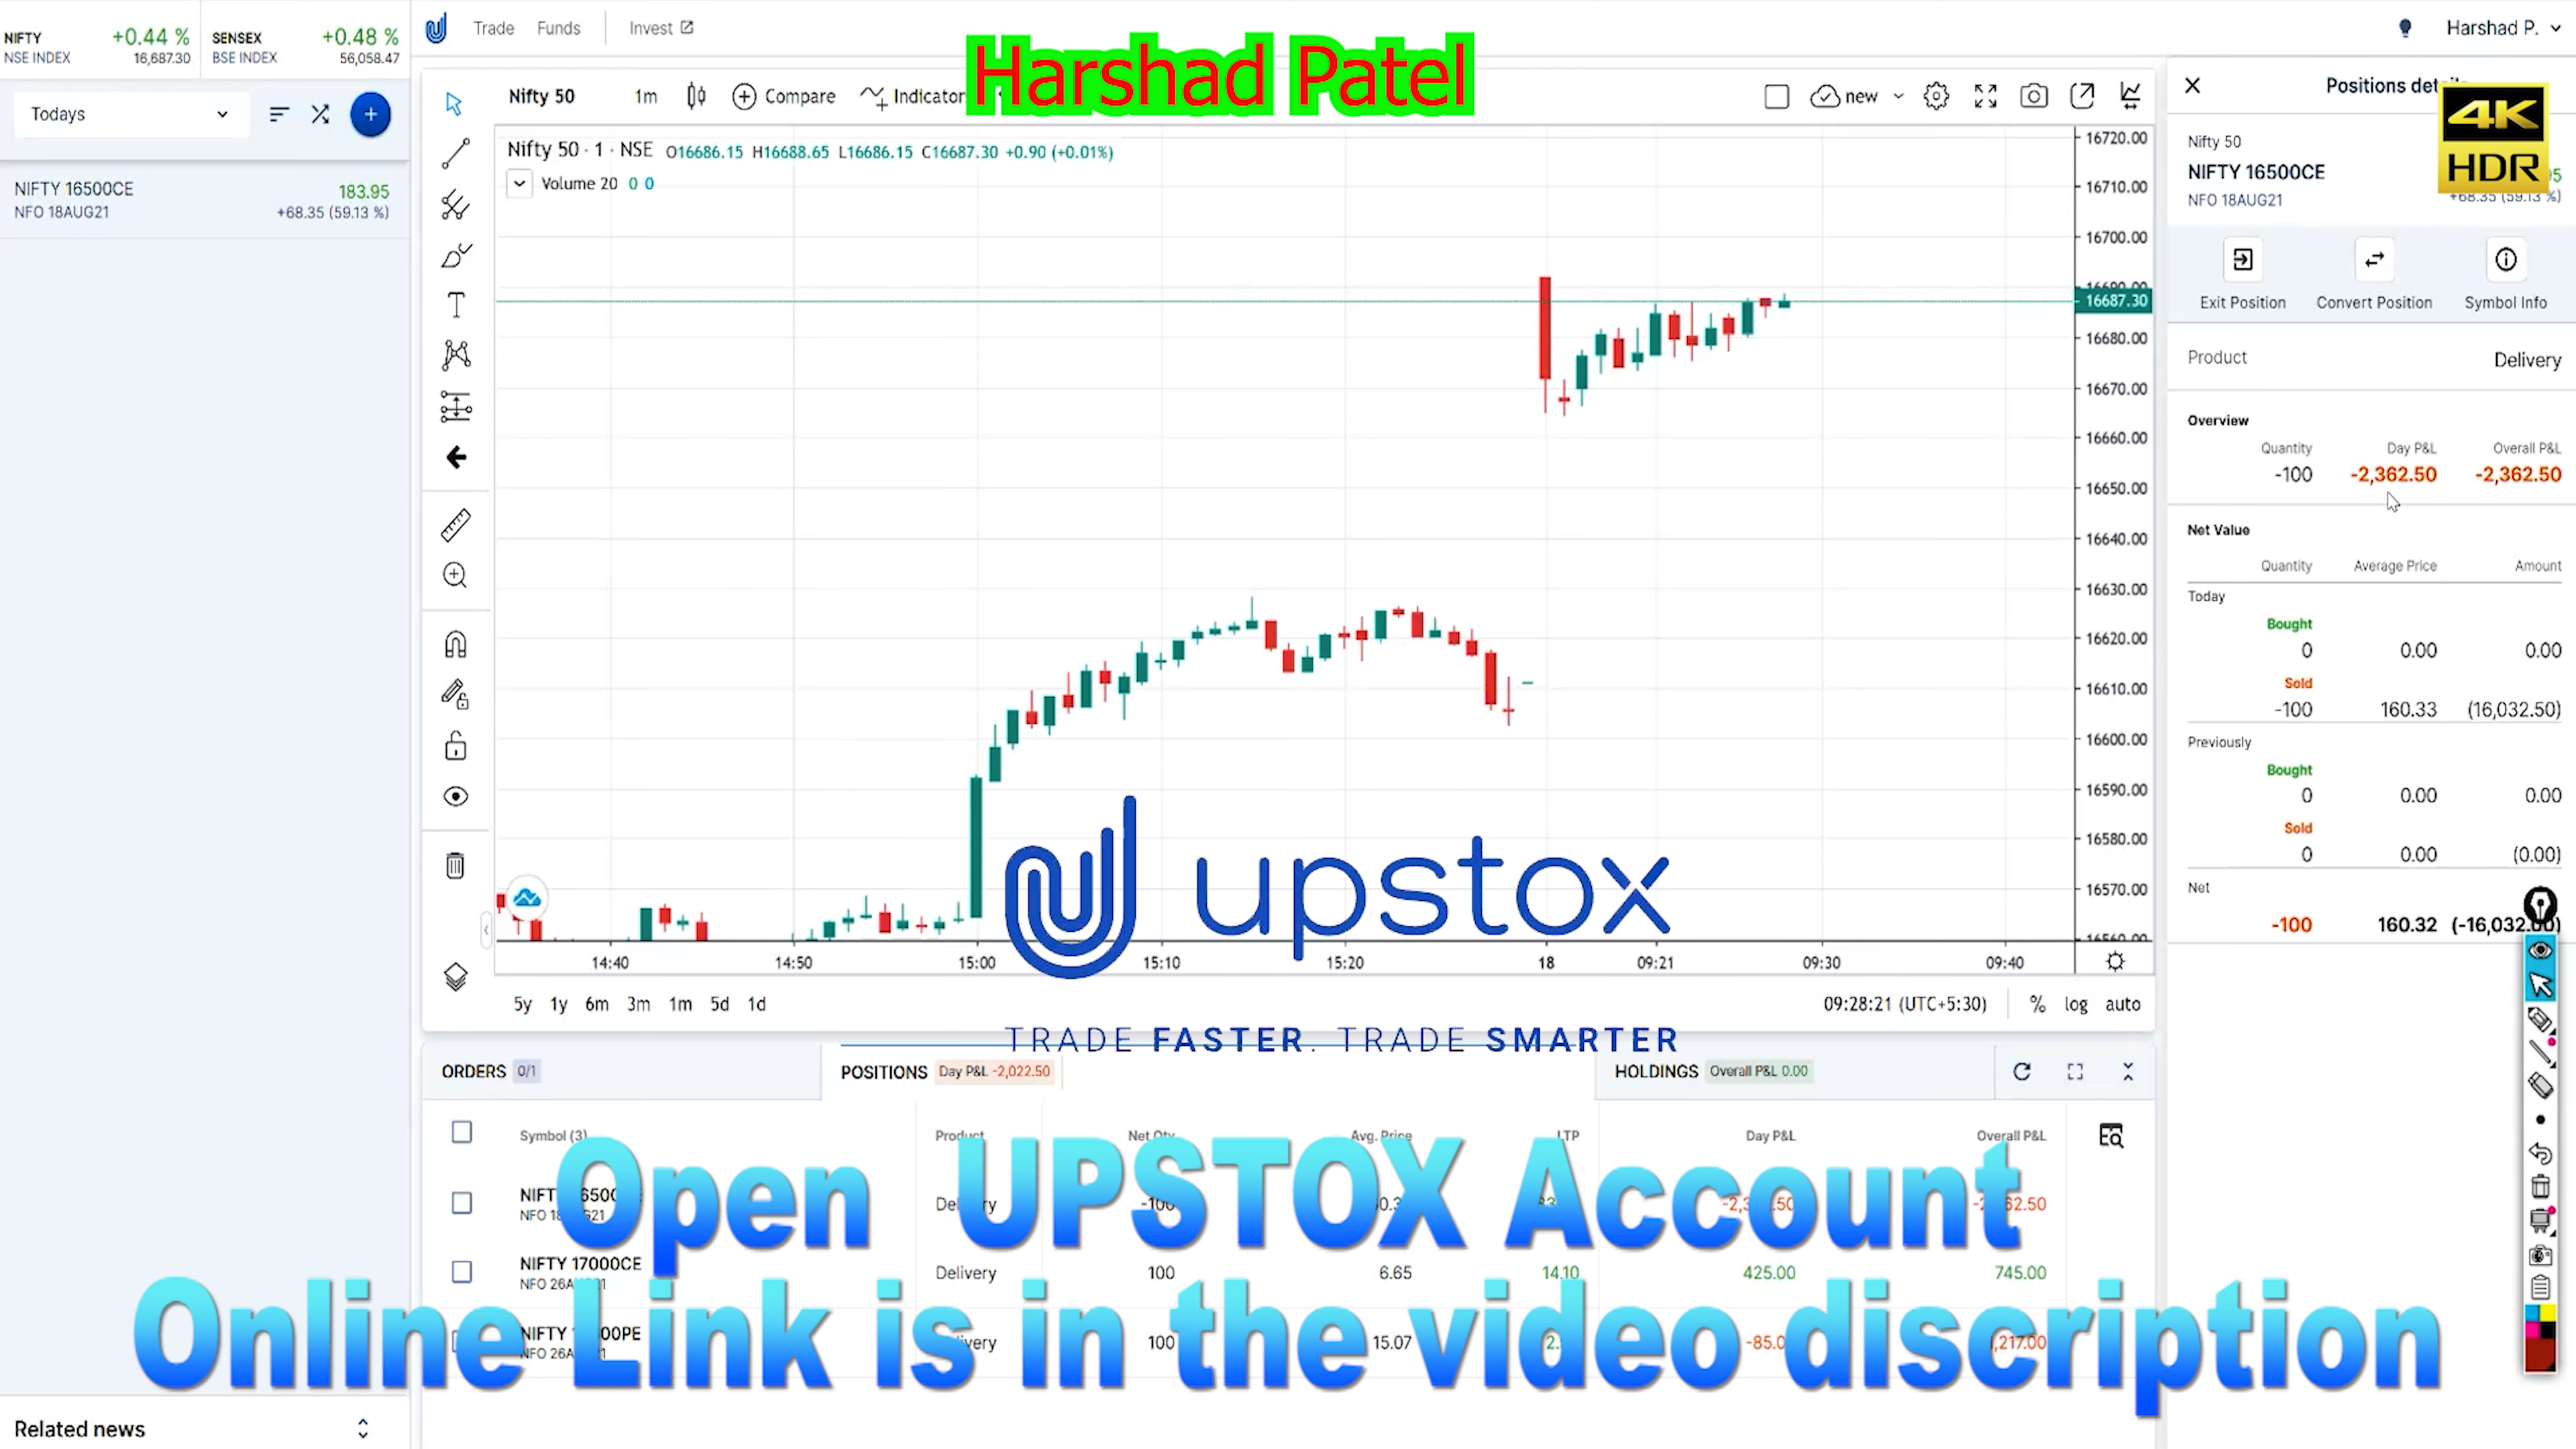 NIFTY +0.44 % SENSEX +0.48 %
NSE INDEX 16,687.30 BSE INDEX 56,058.47
Trade Funds Invest
Harshad P.
Harshad Patel
Todays
NIFTY 16500CE 183.95
NFO 18AUG21 +68.35 (59.13 %)
Nifty 50 1m Compare Indicator new
Nifty 50 · 1 · NSE O16686.15 H16688.65 L16686.15 C16687.30 +0.90 (+0.01%)
Volume 20 0 0
16720.00
16710.00
16700.00
16687.30
16680.00
16670.00
16660.00
16650.00
16640.00
16630.00
16620.00
16610.00
16600.00
16590.00
16580.00
16570.00
16560.00
14:40 14:50 15:00 15:10 15:20 18 09:21 09:30 09:40
5y 1y 6m 3m 1m 5d 1d 09:28:21 (UTC+5:30) % log auto
upstox
TRADE FASTER. TRADE SMARTER
Positions
4K
HDR
Nifty 50
NIFTY 16500CE
NFO 18AUG21 +68.35 (59.13 %)
Exit Position Convert Position Symbol Info
Product Delivery
Overview
Quantity Day P&L Overall P&L
-100 -2,362.50 -2,362.50
Net Value
Quantity Average Price Amount
Today
Bought
0 0.00 0.00
Sold
-100 160.33 (16,032.50)
Previously
Bought
0 0.00 0.00
Sold
0 0.00 (0.00)
Net
-100 160.32 (-16,032.00)
ORDERS 0/1 POSITIONS Day P&L -2,022.50 HOLDINGS Overall P&L 0.00
Symbol (3) Product Net Qty Avg. Price LTP Day P&L Overall P&L
NIFTY 17000CE Delivery 100 6.65 14.10 425.00 745.00
100 15.07
Open UPSTOX Account
Online Link is in the video discription
Related news